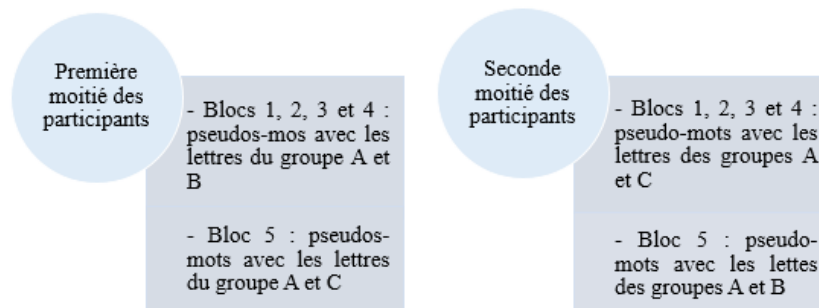 Première
moitié des
participants
- Blocs 1, 2, 3 et 4 :
pseudos-mos avec les
lettres du groupe A et
B
- Bloc 5 : pseudos-
mots avec les lettres
du groupe A et C
Seconde
moitié des
participants
- Blocs 1, 2, 3 et 4 :
pseudo-mots avec les
lettres des groupes A
et C
- Bloc 5 : pseudo-
mots avec les lettes
des groupes A et B